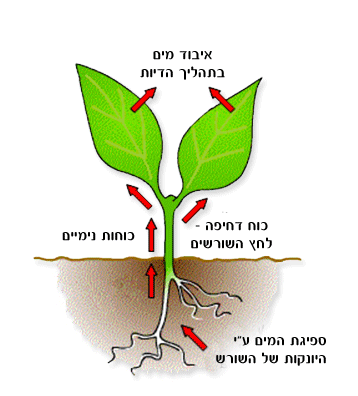 איבוד מים
בתהליך הדיות
כוח דחיפה -
לחץ השורשים
כוחות נימיים
ספיגת המים ע"י
היונקות של השורש